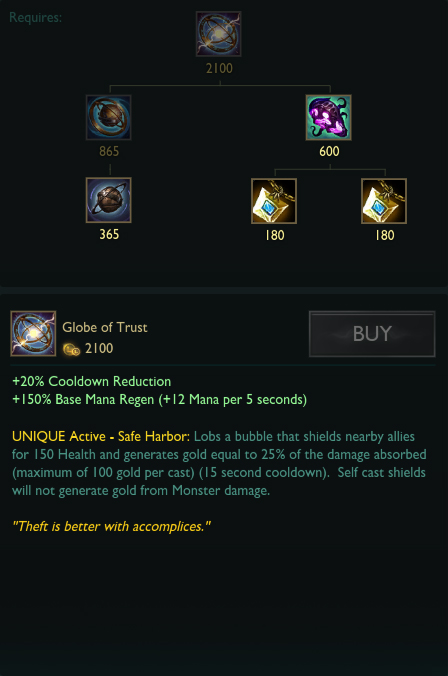 Requires:
2100
865
600
365
180
180
Globe of Trust
2100
BUY
+20% Cooldown Reduction
+150% Base Mana Regen (+12 Mana per 5 seconds)
UNIQUE Active - Safe Harbor: Lobs a bubble that shields nearby allies
for 150 Health and generates gold equal to 25% of the damage absorbed
(maximum of 100 gold per cast) (15 second cooldown).  Self cast shields
will not generate gold from Monster damage.
"Theft is better with accomplices."